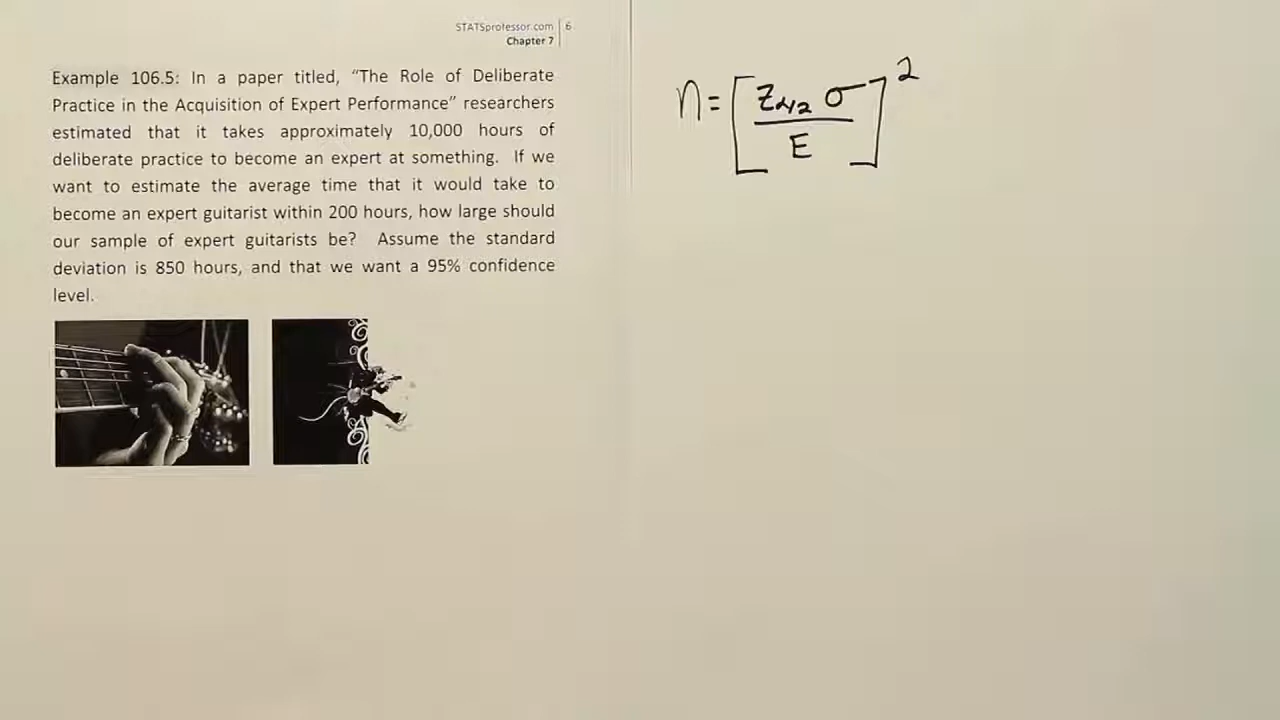 STATSprofessor.com | 6
Chapter 7
Example 106.5: In a paper titled, “The Role of Deliberate
Practice in the Acquisition of Expert Performance” researchers
estimated that it takes approximately 10,000 hours of
deliberate practice to become an expert at something. If we
want to estimate the average time that it would take to
become an expert guitarist within 200 hours, how large should
our sample of expert guitarists be? Assume the standard
deviation is 850 hours, and that we want a 95% confidence
level.
n = [ Zα/2 σ / E ]²